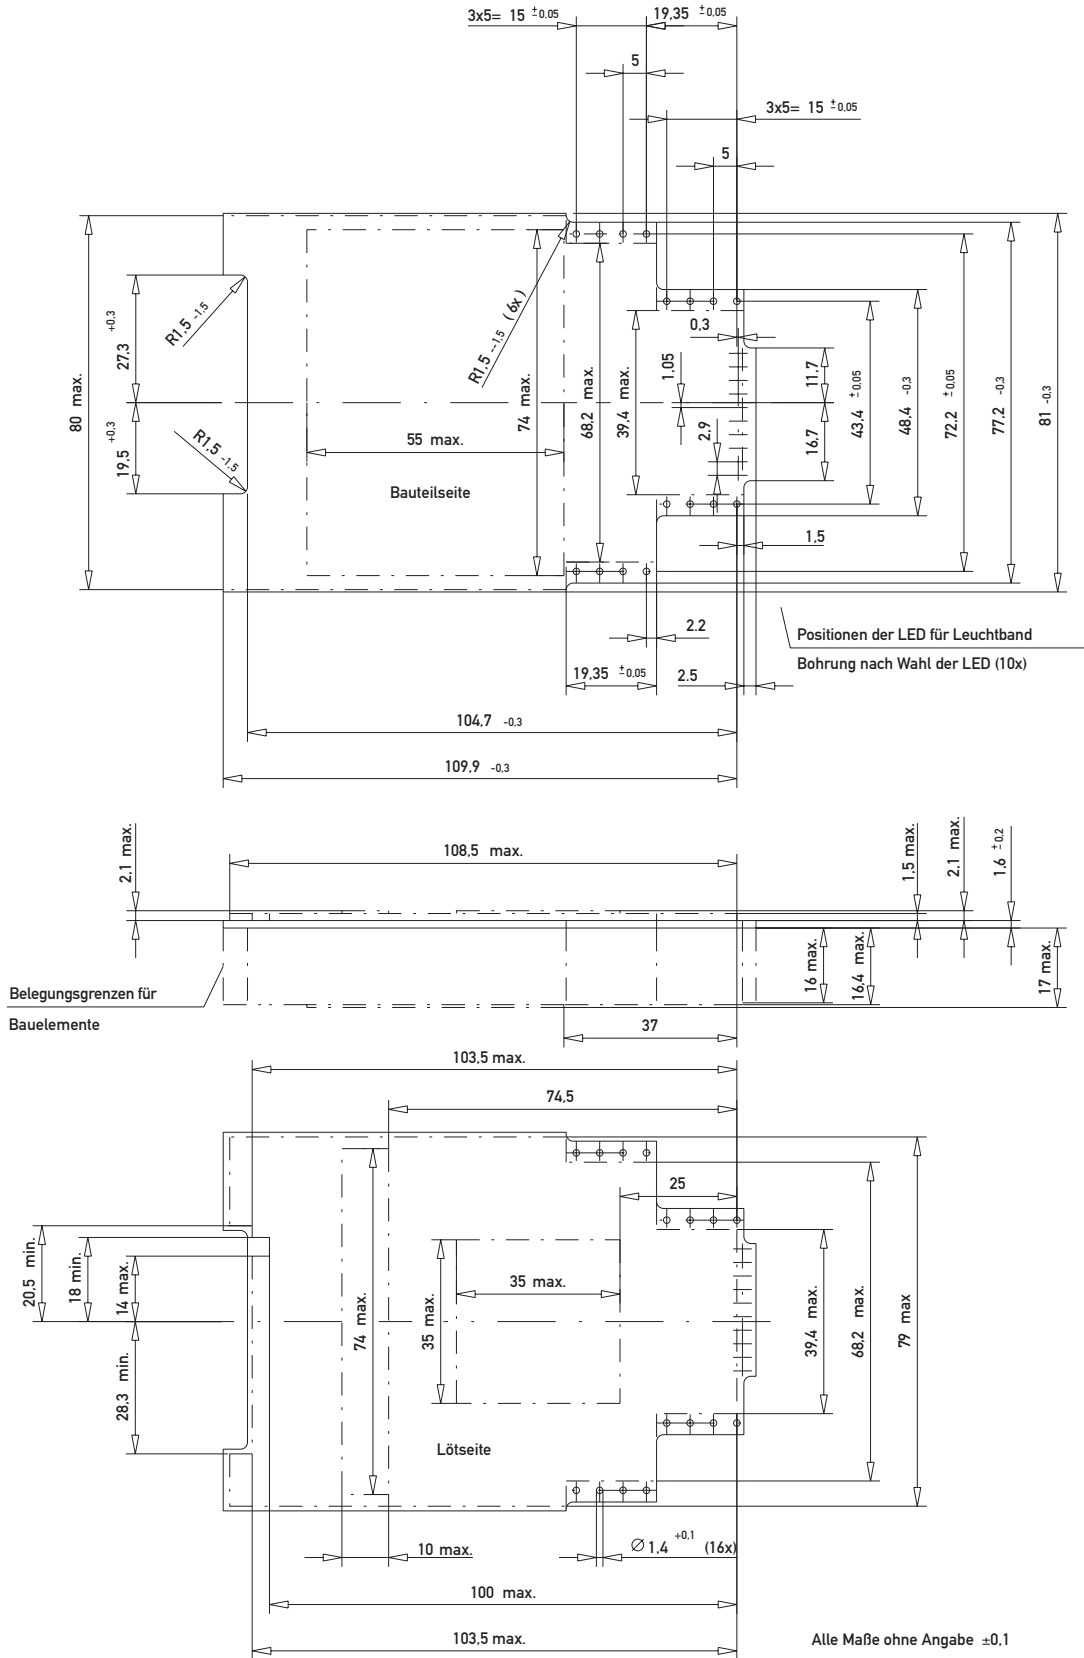 3x5= 15 ±0,05
19,35 ±0,05
5
3x5= 15 ±0,05
5
80 max.
27,3 +0,3
19,5 +0,3
R1,5 -1,5
R1,5 -1,5
R1,5 --1,5 ( 6x )
55 max.
Bauteilseite
74 max.
68,2 max.
39,4 max.
0,3
1,05
2,9
11,7
16,7
43,4 ±0,05
48,4 -0,3
72,2 ±0,05
77,2 -0,3
81 -0,3
1,5
2.2
19,35 ±0,05
2.5
Positionen der LED für Leuchtband
Bohrung nach Wahl der LED (10x)
104,7 -0,3
109,9 -0,3
2,1 max.
108,5 max.
1,5 max.
2,1 max.
1,6 ±0,2
16 max.
16,4 max.
17 max.
Belegungsgrenzen für
Bauelemente
37
103,5 max.
74,5
25
20,5 min.
18 min.
14 max.
28,3 min.
74 max.
35 max.
35 max.
39,4 max.
68,2 max.
79 max
Lötseite
10 max.
∅ 1,4 +0,1 (16x)
100 max.
103,5 max.
Alle Maße ohne Angabe ±0,1